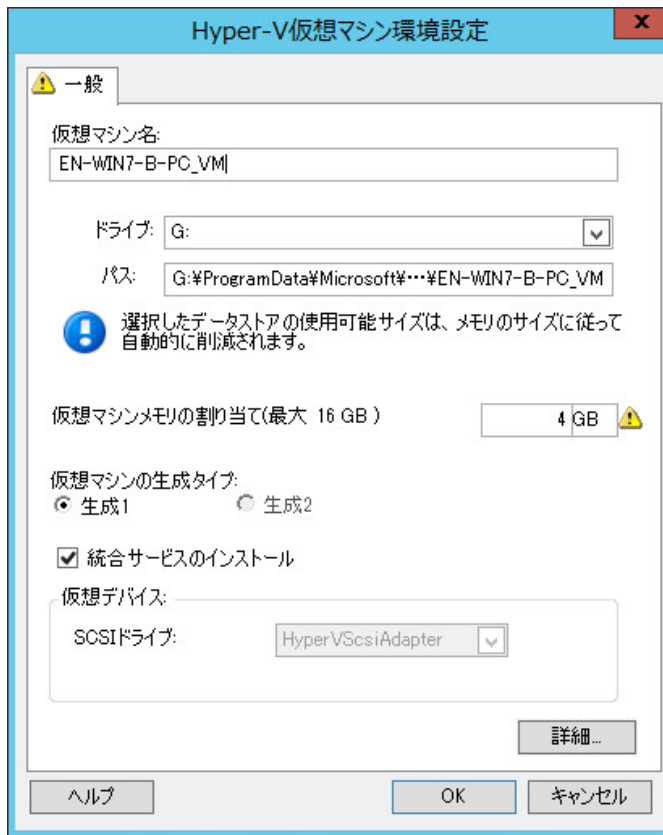 Hyper-V仮想マシン環境設定
x
一般
仮想マシン名:
EN-WIN7-B-PC_VM
ドライブ: G:
パス: G:¥ProgramData¥Microsoft¥…¥EN-WIN7-B-PC_VM
選択したデータストアの使用可能サイズは、メモリのサイズに従って
自動的に削減されます。
仮想マシンメモリの割り当て(最大 16 GB ) 4 GB
仮想マシンの生成タイプ:
生成1 生成2
統合サービスのインストール
仮想デバイス:
SCSIドライブ: HyperVScsiAdapter
詳細...
ヘルプ OK キャンセル